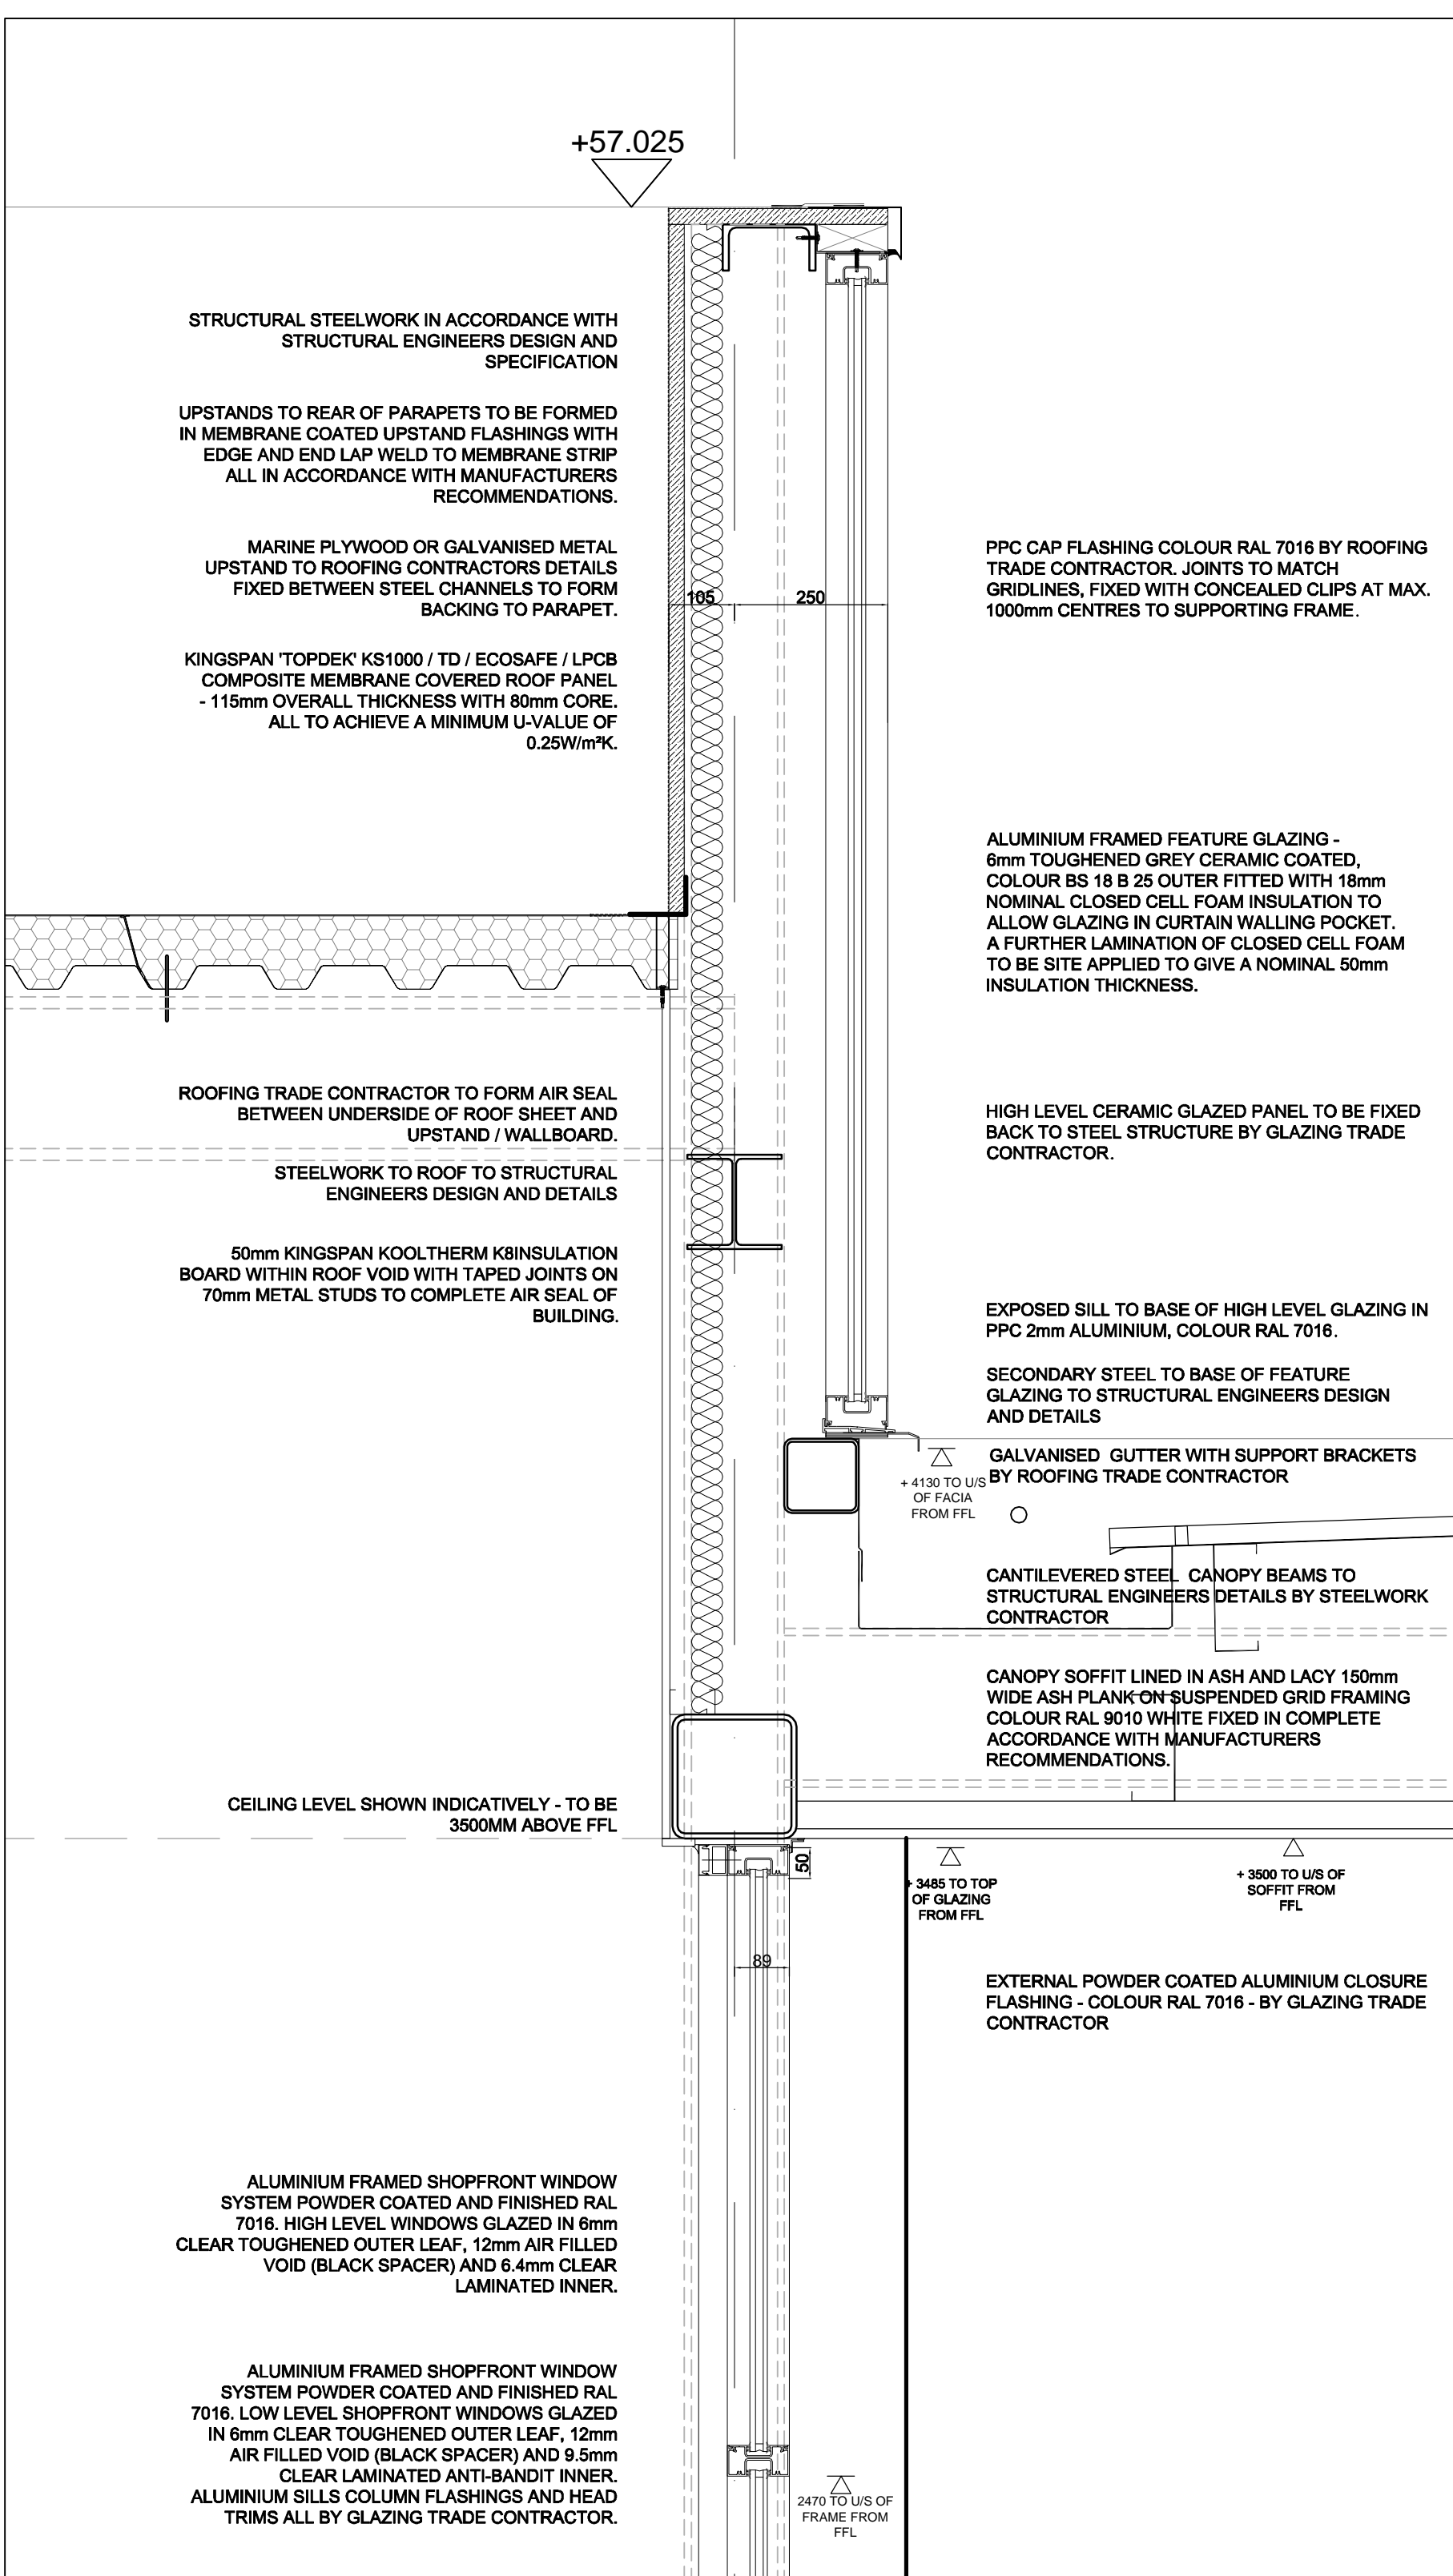 +57.025
STRUCTURAL STEELWORK IN ACCORDANCE WITH
STRUCTURAL ENGINEERS DESIGN AND
SPECIFICATION
UPSTANDS TO REAR OF PARAPETS TO BE FORMED
IN MEMBRANE COATED UPSTAND FLASHINGS WITH
EDGE AND END LAP WELD TO MEMBRANE STRIP
ALL IN ACCORDANCE WITH MANUFACTURERS
RECOMMENDATIONS.
MARINE PLYWOOD OR GALVANISED METAL
UPSTAND TO ROOFING CONTRACTORS DETAILS
FIXED BETWEEN STEEL CHANNELS TO FORM
BACKING TO PARAPET.
KINGSPAN 'TOPDEK' KS1000 / TD / ECOSAFE / LPCB
COMPOSITE MEMBRANE COVERED ROOF PANEL
- 115mm OVERALL THICKNESS WITH 80mm CORE.
ALL TO ACHIEVE A MINIMUM U-VALUE OF
0.25W/m²K.
105
250
PPC CAP FLASHING COLOUR RAL 7016 BY ROOFING
TRADE CONTRACTOR. JOINTS TO MATCH
GRIDLINES, FIXED WITH CONCEALED CLIPS AT MAX.
1000mm CENTRES TO SUPPORTING FRAME.
ALUMINIUM FRAMED FEATURE GLAZING -
6mm TOUGHENED GREY CERAMIC COATED,
COLOUR BS 18 B 25 OUTER FITTED WITH 18mm
NOMINAL CLOSED CELL FOAM INSULATION TO
ALLOW GLAZING IN CURTAIN WALLING POCKET.
A FURTHER LAMINATION OF CLOSED CELL FOAM
TO BE SITE APPLIED TO GIVE A NOMINAL 50mm
INSULATION THICKNESS.
ROOFING TRADE CONTRACTOR TO FORM AIR SEAL
BETWEEN UNDERSIDE OF ROOF SHEET AND
UPSTAND / WALLBOARD.
STEELWORK TO ROOF TO STRUCTURAL
ENGINEERS DESIGN AND DETAILS
50mm KINGSPAN KOOLTHERM K8INSULATION
BOARD WITHIN ROOF VOID WITH TAPED JOINTS ON
70mm METAL STUDS TO COMPLETE AIR SEAL OF
BUILDING.
HIGH LEVEL CERAMIC GLAZED PANEL TO BE FIXED
BACK TO STEEL STRUCTURE BY GLAZING TRADE
CONTRACTOR.
EXPOSED SILL TO BASE OF HIGH LEVEL GLAZING IN
PPC 2mm ALUMINIUM, COLOUR RAL 7016.
SECONDARY STEEL TO BASE OF FEATURE
GLAZING TO STRUCTURAL ENGINEERS DESIGN
AND DETAILS
GALVANISED GUTTER WITH SUPPORT BRACKETS
BY ROOFING TRADE CONTRACTOR
+ 4130 TO U/S
OF FACIA
FROM FFL
CANTILEVERED STEEL CANOPY BEAMS TO
STRUCTURAL ENGINEERS DETAILS BY STEELWORK
CONTRACTOR
CANOPY SOFFIT LINED IN ASH AND LACY 150mm
WIDE ASH PLANK ON SUSPENDED GRID FRAMING
COLOUR RAL 9010 WHITE FIXED IN COMPLETE
ACCORDANCE WITH MANUFACTURERS
RECOMMENDATIONS.
CEILING LEVEL SHOWN INDICATIVELY - TO BE
3500MM ABOVE FFL
50
+ 3485 TO TOP
OF GLAZING
FROM FFL
+ 3500 TO U/S OF
SOFFIT FROM
FFL
89
EXTERNAL POWDER COATED ALUMINIUM CLOSURE
FLASHING - COLOUR RAL 7016 - BY GLAZING TRADE
CONTRACTOR
ALUMINIUM FRAMED SHOPFRONT WINDOW
SYSTEM POWDER COATED AND FINISHED RAL
7016. HIGH LEVEL WINDOWS GLAZED IN 6mm
CLEAR TOUGHENED OUTER LEAF, 12mm AIR FILLED
VOID (BLACK SPACER) AND 6.4mm CLEAR
LAMINATED INNER.
ALUMINIUM FRAMED SHOPFRONT WINDOW
SYSTEM POWDER COATED AND FINISHED RAL
7016. LOW LEVEL SHOPFRONT WINDOWS GLAZED
IN 6mm CLEAR TOUGHENED OUTER LEAF, 12mm
AIR FILLED VOID (BLACK SPACER) AND 9.5mm
CLEAR LAMINATED ANTI-BANDIT INNER.
ALUMINIUM SILLS COLUMN FLASHINGS AND HEAD
TRIMS ALL BY GLAZING TRADE CONTRACTOR.
2470 TO U/S OF
FRAME FROM
FFL